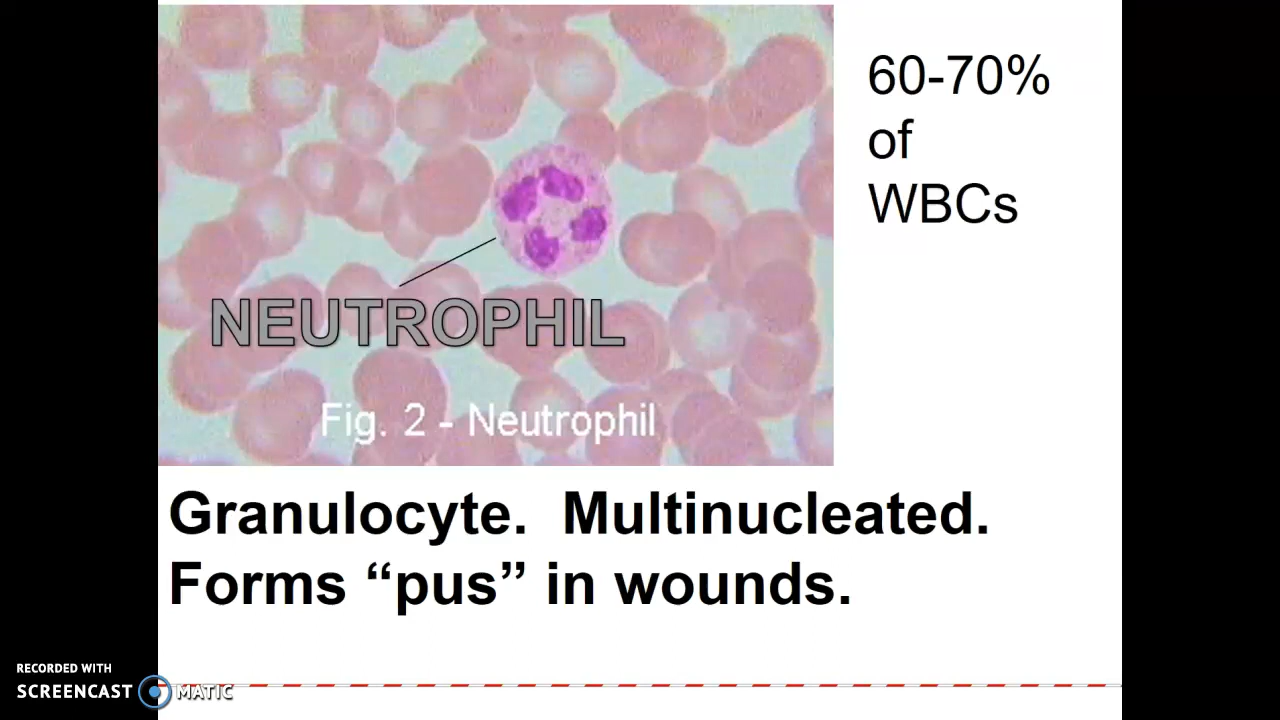 60-70%
of
WBCs
NEUTROPHIL
Fig. 2 - Neutrophil
Granulocyte.  Multinucleated.
Forms “pus” in wounds.
RECORDED WITH
SCREENCAST MATIC